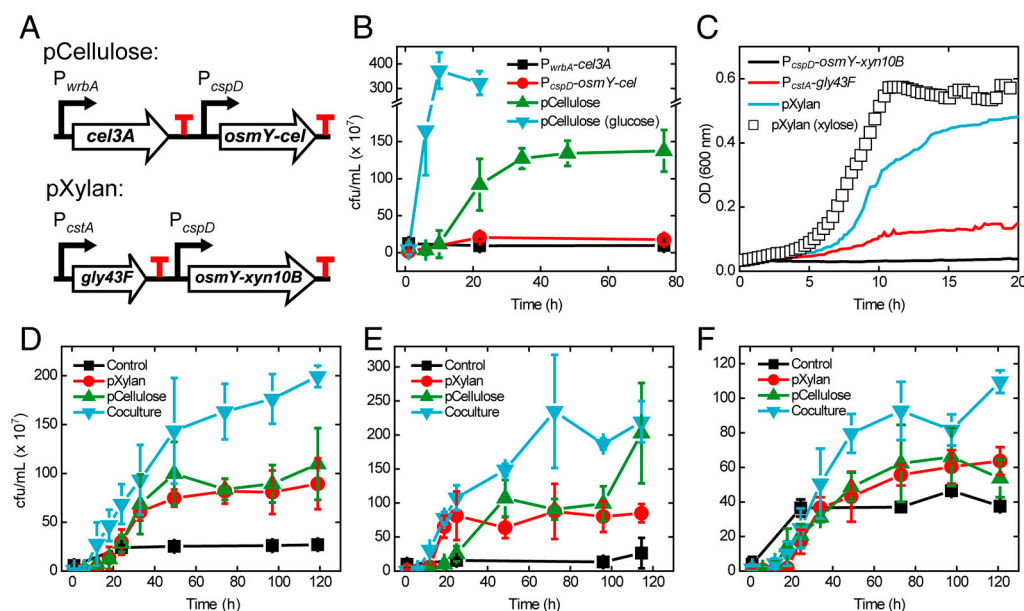 A
pCellulose:
PwrbA
PcspD
cel3A
osmY-cel
pXylan:
PcstA
PcspD
gly43F
osmY-xyn10B
B
cfu/mL (x 10⁷)
400
300
150
100
50
0
PwrbA-cel3A
PcspD-osmY-cel
pCellulose
pCellulose (glucose)
0 20 40 60 80
Time (h)
C
OD (600 nm)
0.6
0.4
0.2
0.0
PcspD-osmY-xyn10B
PcstA-gly43F
pXylan
pXylan (xylose)
0 5 10 15 20
Time (h)
D
cfu/mL (x 10⁷)
200
150
100
50
0
Control
pXylan
pCellulose
Coculture
0 20 40 60 80 100 120
Time (h)
E
300
250
200
150
100
50
0
Control
pXylan
pCellulose
Coculture
0 20 40 60 80 100 120
Time (h)
F
120
100
80
60
40
20
0
Control
pXylan
pCellulose
Coculture
0 20 40 60 80 100 120
Time (h)